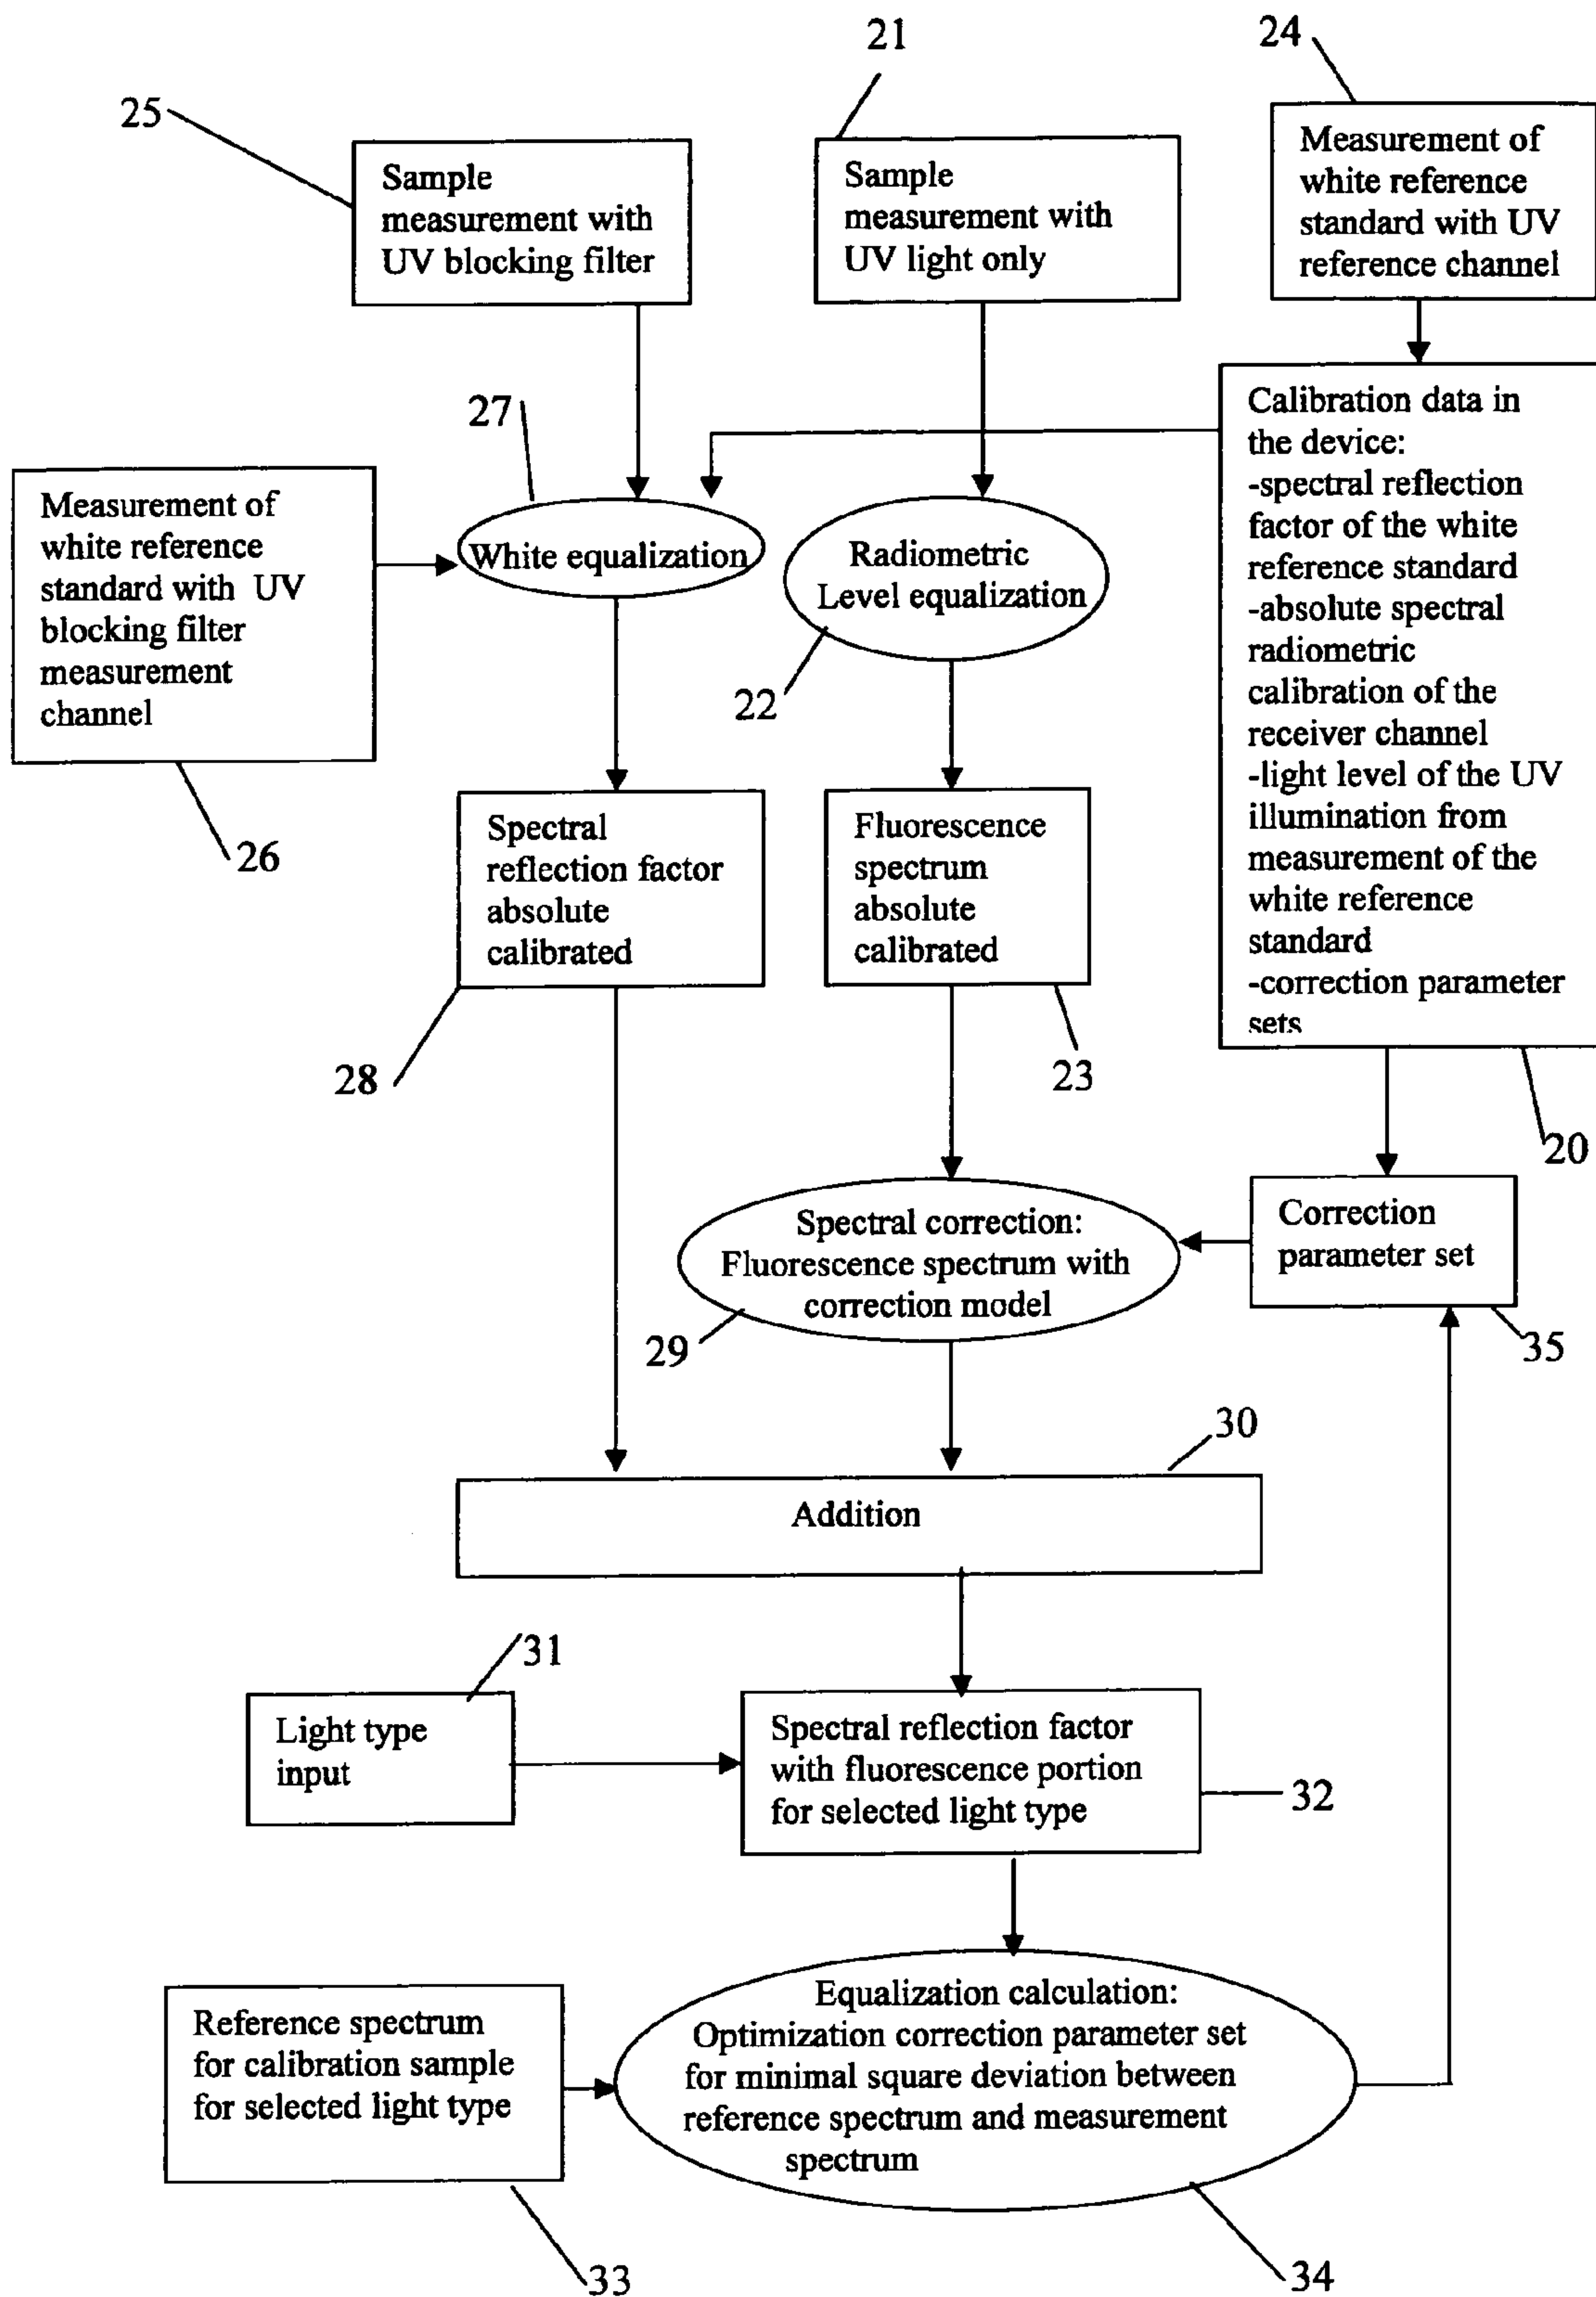 21
24
25
Sample
measurement with
UV blocking filter
Sample
measurement with
UV light only
Measurement of
white reference
standard with UV
reference channel
27
Calibration data in
the device:
-spectral reflection
factor of the white
reference standard
-absolute spectral
radiometric
calibration of the
receiver channel
-light level of the UV
illumination from
measurement of the
white reference
standard
-correction parameter
sets
Measurement of
white reference
standard with UV
blocking filter
measurement
channel
White equalization
Radiometric
Level equalization
22
26
Spectral
reflection factor
absolute
calibrated
Fluorescence
spectrum
absolute
calibrated
28
23
20
Spectral correction:
Fluorescence spectrum with
correction model
Correction
parameter set
29
35
30
Addition
31
Light type
input
Spectral reflection factor
with fluorescence portion
for selected light type
32
Reference spectrum
for calibration sample
for selected light type
Equalization calculation:
Optimization correction parameter set
for minimal square deviation between
reference spectrum and measurement
spectrum
33
34